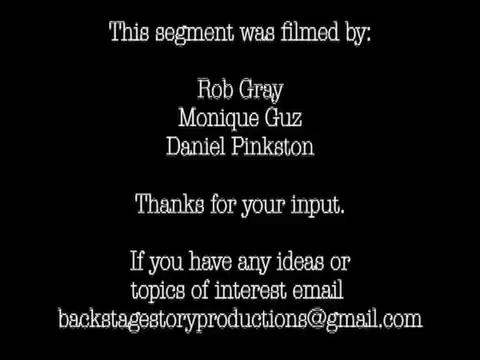 This segment was filmed by:
Rob Gray
Monique Guz
Daniel Pinkston
Thanks for your input.
If you have any ideas or
topics of interest email
backstagestoryproductions@gmail.com